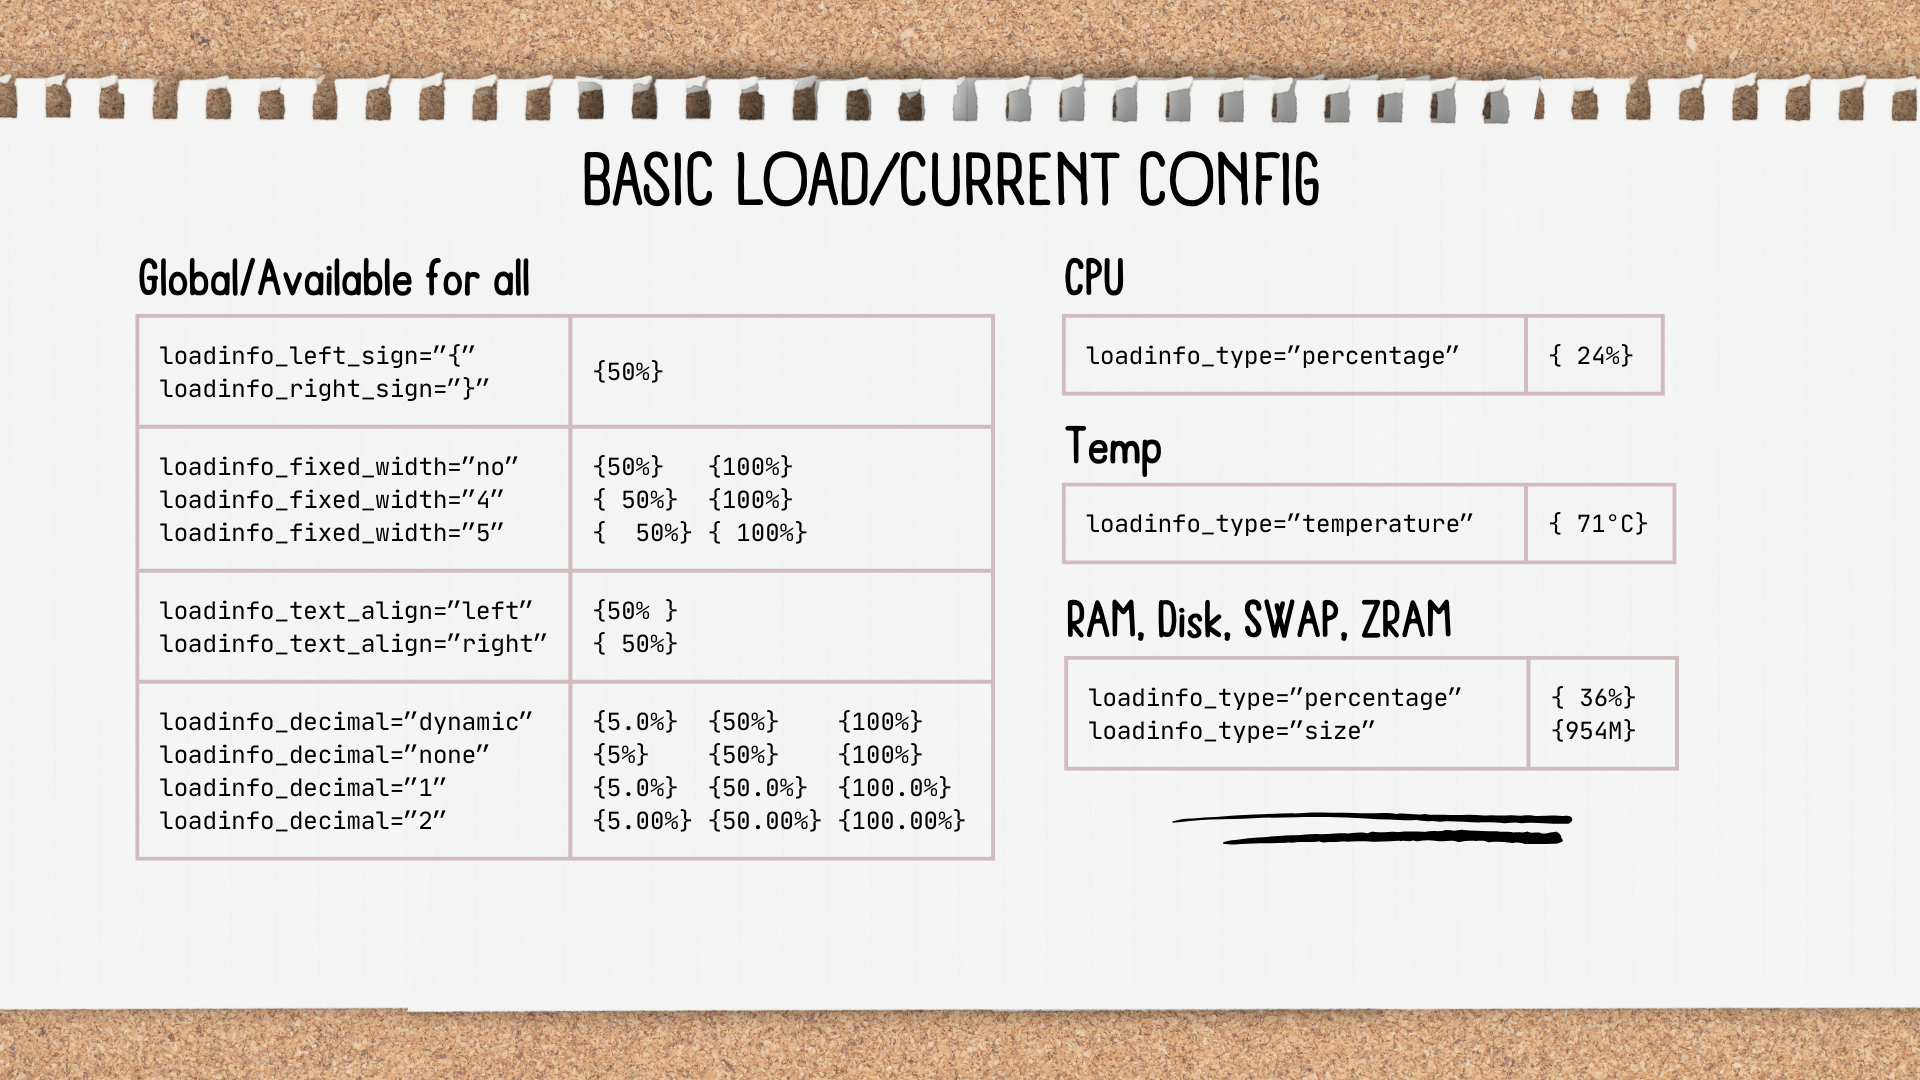 BASIC LOAD/CURRENT CONFIG
Global/Available for all
loadinfo_left_sign=”{”
loadinfo_right_sign=”}”
{50%}
loadinfo_fixed_width=”no” {50%}   {100%}
loadinfo_fixed_width=”4” { 50%}  {100%}
loadinfo_fixed_width=”5” {  50%} { 100%}
loadinfo_text_align=”left” {50% }
loadinfo_text_align=”right” { 50%}
loadinfo_decimal=”dynamic” {5.0%}  {50%}    {100%}
loadinfo_decimal=”none” {5%}    {50%}    {100%}
loadinfo_decimal=”1” {5.0%}  {50.0%}  {100.0%}
loadinfo_decimal=”2” {5.00%} {50.00%} {100.00%}
CPU
loadinfo_type=”percentage” { 24%}
Temp
loadinfo_type=”temperature” { 71°C}
RAM, Disk, SWAP, ZRAM
loadinfo_type=”percentage” { 36%}
loadinfo_type=”size” {954M}